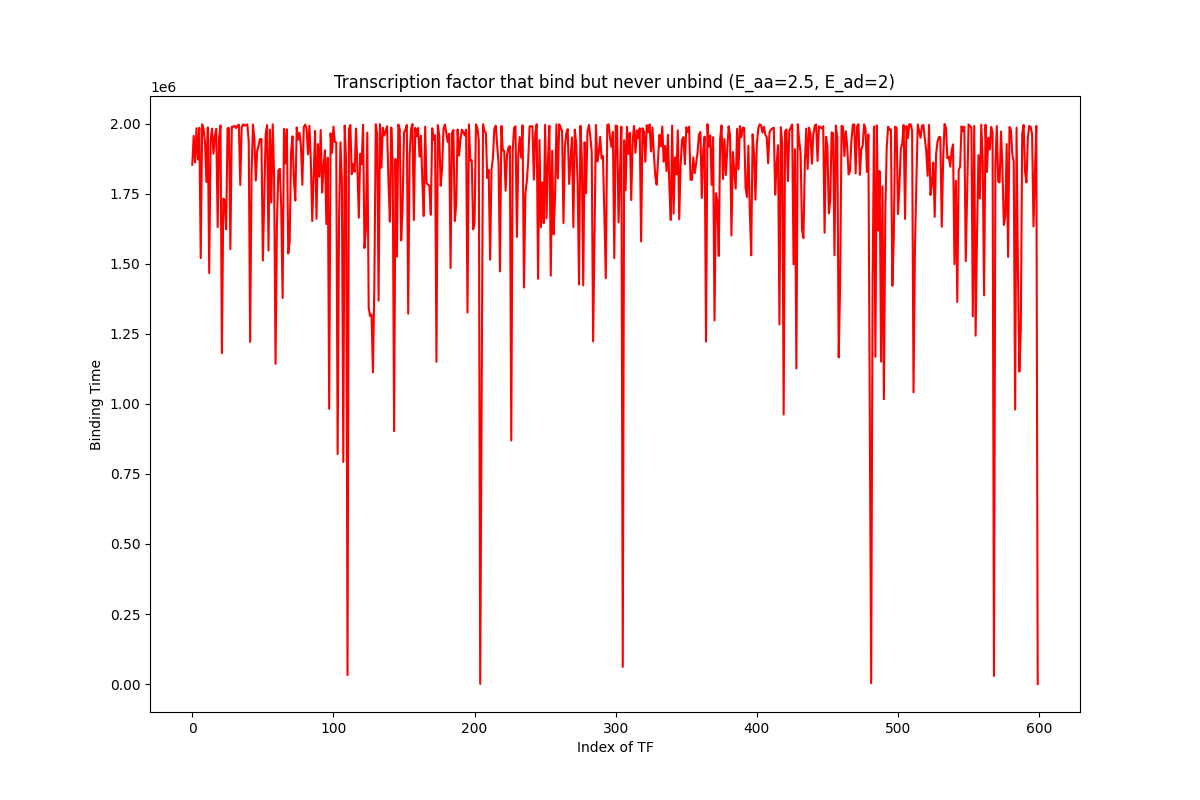 Transcription factor that bind but never unbind (E_aa=2.5, E_ad=2)
1e6
2.00
1.75
1.50
1.25
1.00
0.75
0.50
0.25
0.00
Binding Time
0 100 200 300 400 500 600
Index of TF